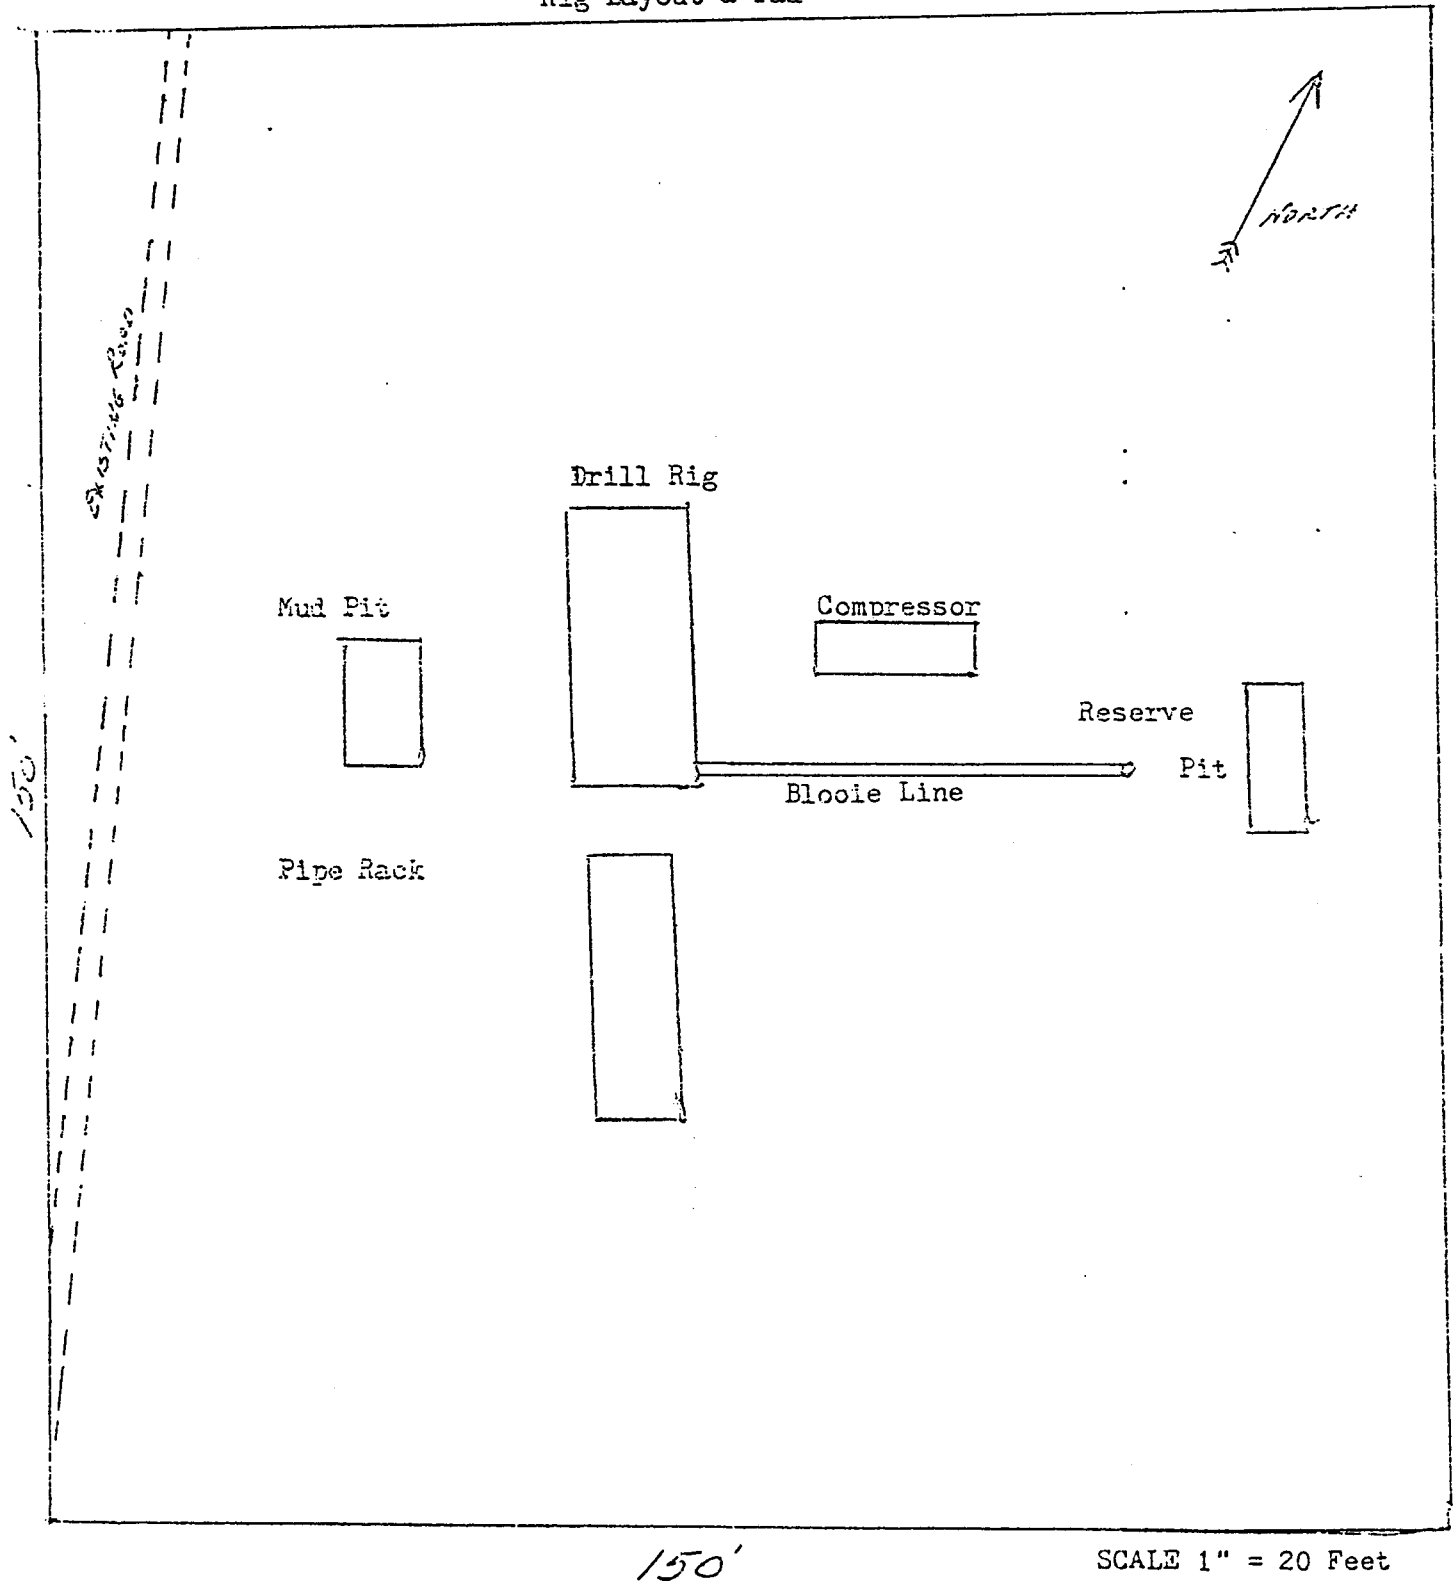 Rig Layout & Pad
NORTH
EXISTING ROAD
Drill Rig
Mud Pit
Compressor
Reserve
Pit
150'
Blooie Line
Pipe Rack
150'
SCALE 1" = 20 Feet